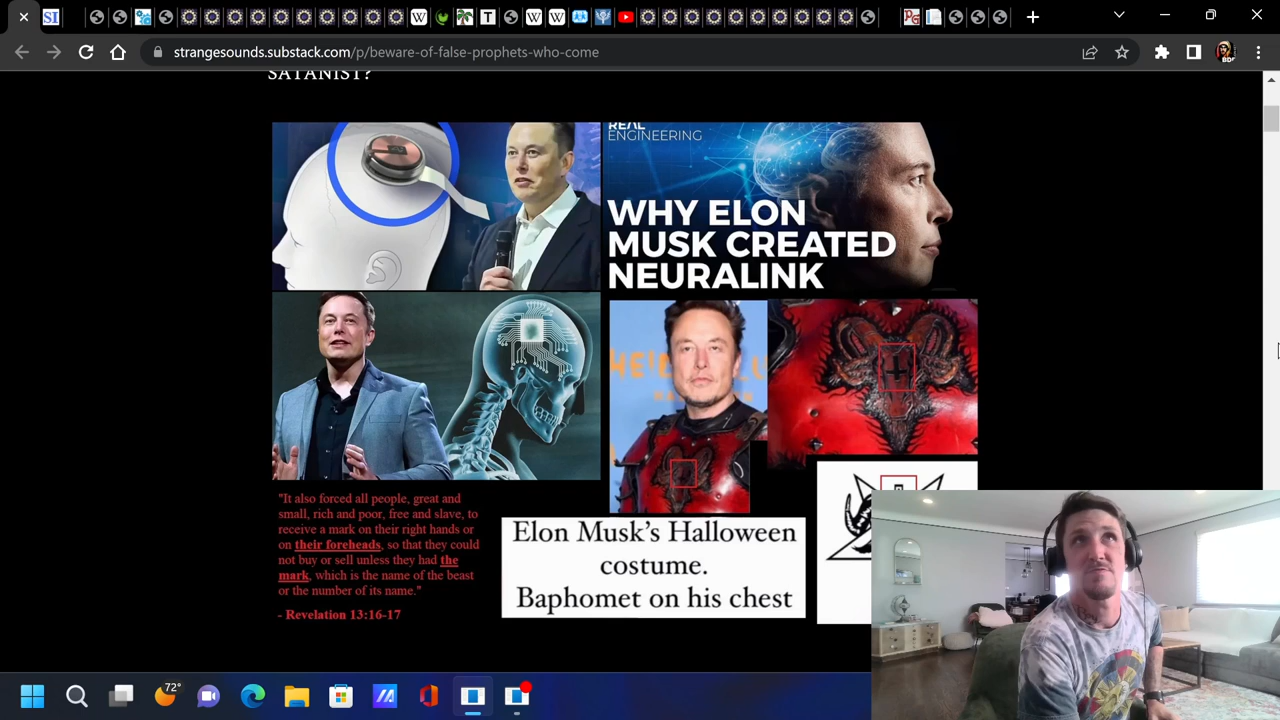 strangesounds.substack.com/p/beware-of-false-prophets-who-come
SATANIST?
REAL
ENGINEERING
WHY ELON
MUSK CREATED
NEURALINK
"It also forced all people, great and
small, rich and poor, free and slave, to
receive a mark on their right hands or
on their foreheads, so that they could
not buy or sell unless they had the
mark, which is the name of the beast
or the number of its name."
- Revelation 13:16-17
Elon Musk's Halloween
costume.
Baphomet on his chest
72°